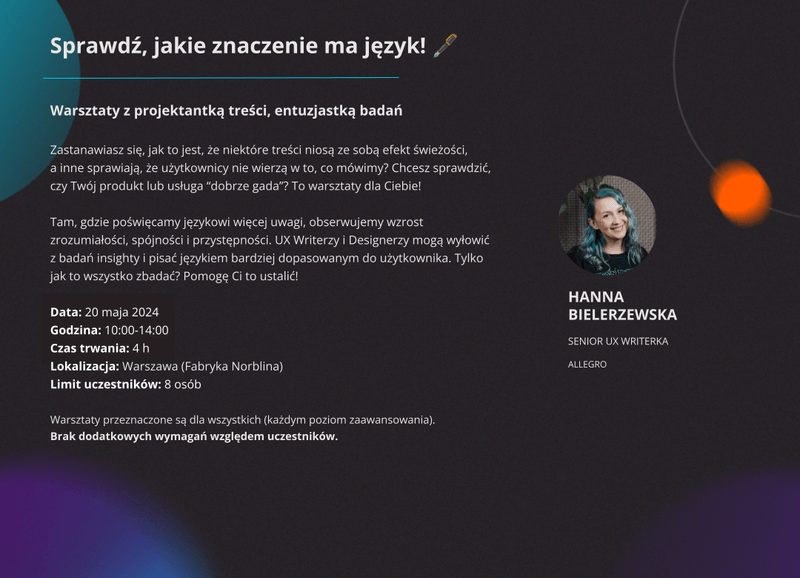 Sprawdź, jakie znaczenie ma język!
Warsztaty z projektantką treści, entuzjastką badań
Zastanawiasz się, jak to jest, że niektóre treści niosą ze sobą efekt świeżości,
a inne sprawiają, że użytkownicy nie wierzą w to, co mówimy? Chcesz sprawdzić,
czy Twój produkt lub usługa “dobrze gada”? To warsztaty dla Ciebie!
Tam, gdzie poświęcamy językowi więcej uwagi, obserwujemy wzrost
zrozumiałości, spójności i przystępności. UX Writerzy i Designerzy mogą wyłowić
z badań insighty i pisać językiem bardziej dopasowanym do użytkownika. Tylko
jak to wszystko zbadać? Pomogę Ci to ustalić!
Data: 20 maja 2024
Godzina: 10:00-14:00
Czas trwania: 4 h
Lokalizacja: Warszawa (Fabryka Norblina)
Limit uczestników: 8 osób
Warsztaty przeznaczone są dla wszystkich (każdym poziom zaawansowania).
Brak dodatkowych wymagań względem uczestników.
HANNA
BIELERZEWSKA
SENIOR UX WRITERKA
ALLEGRO